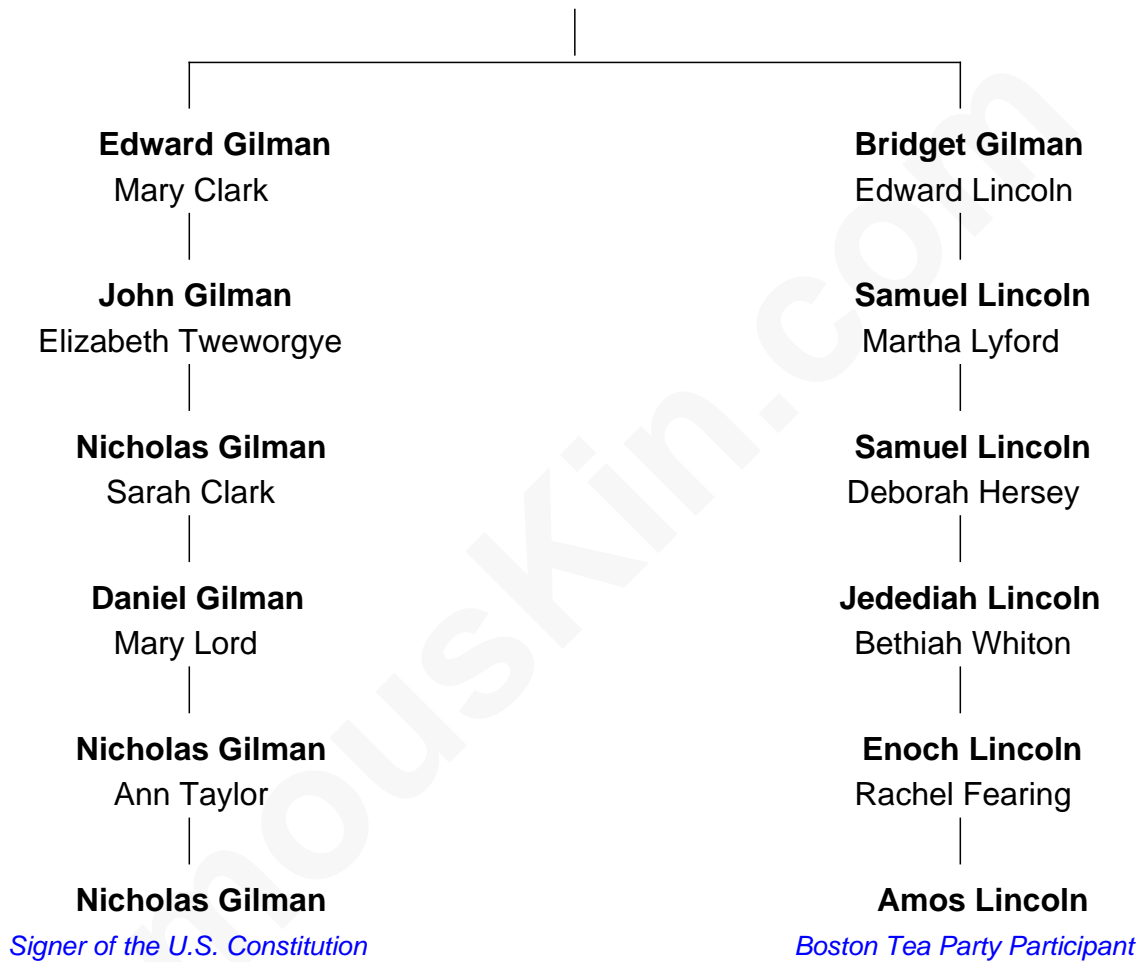 Edward Gilman Bridget Gilman
Mary Clark Edward Lincoln
John Gilman Samuel Lincoln
Elizabeth Tweworgye Martha Lyford
Nicholas Gilman Samuel Lincoln
Sarah Clark Deborah Hersey
Daniel Gilman Jedediah Lincoln
Mary Lord Bethiah Whiton
Nicholas Gilman Enoch Lincoln
Ann Taylor Rachel Fearing
Nicholas Gilman Amos Lincoln
Signer of the U.S. Constitution Boston Tea Party Participant
mouskin.com